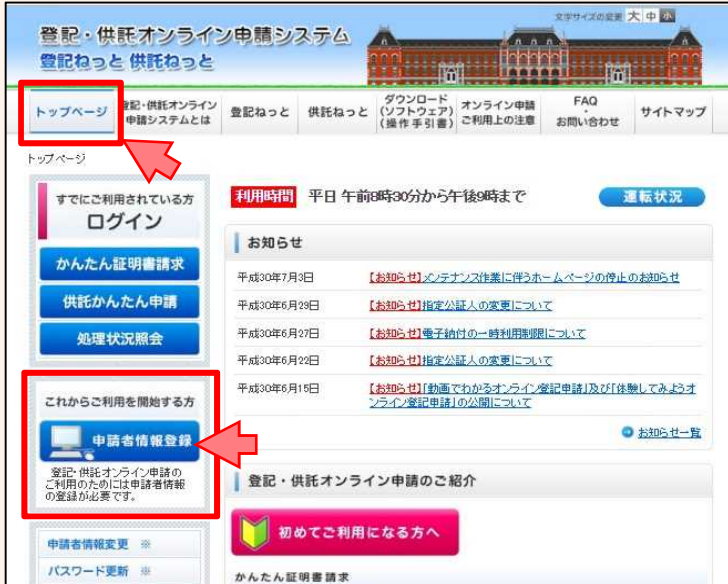 文字サイズの変更 大 中 小
登記・供託オンライン申請システム
登記ねっと 供託ねっと
トップページ
登記・供託オンライン
申請システムとは
登記ねっと
供託ねっと
ダウンロード
(ソフトウェア)
(操作手引書)
オンライン申請
ご利用上の注意
FAQ
お問い合わせ
サイトマップ
トップページ
すでにご利用されている方
ログイン
かんたん証明書請求
供託かんたん申請
処理状況照会
これからご利用を開始する方
申請者情報登録
登記・供託オンライン申請の
ご利用のためには申請者情報
の登録が必要です。
申請者情報変更 ※
パスワード更新 ※
利用時間 平日 午前8時30分から午後9時まで
運転状況
お知らせ
平成30年7月3日 【お知らせ】メンテナンス作業に伴うホームページの停止のお知らせ
平成30年6月29日 【お知らせ】指定公証人の変更について
平成30年6月27日 【お知らせ】電子納付の一時利用制限について
平成30年6月22日 【お知らせ】指定公証人の変更について
平成30年6月15日 【お知らせ】「動画でわかるオンライン登記申請」及び「体験してみようオ
ンライン登記申請」の公開について
お知らせ一覧
登記・供託オンライン申請のご紹介
初めてご利用になる方へ
かんたん証明書請求